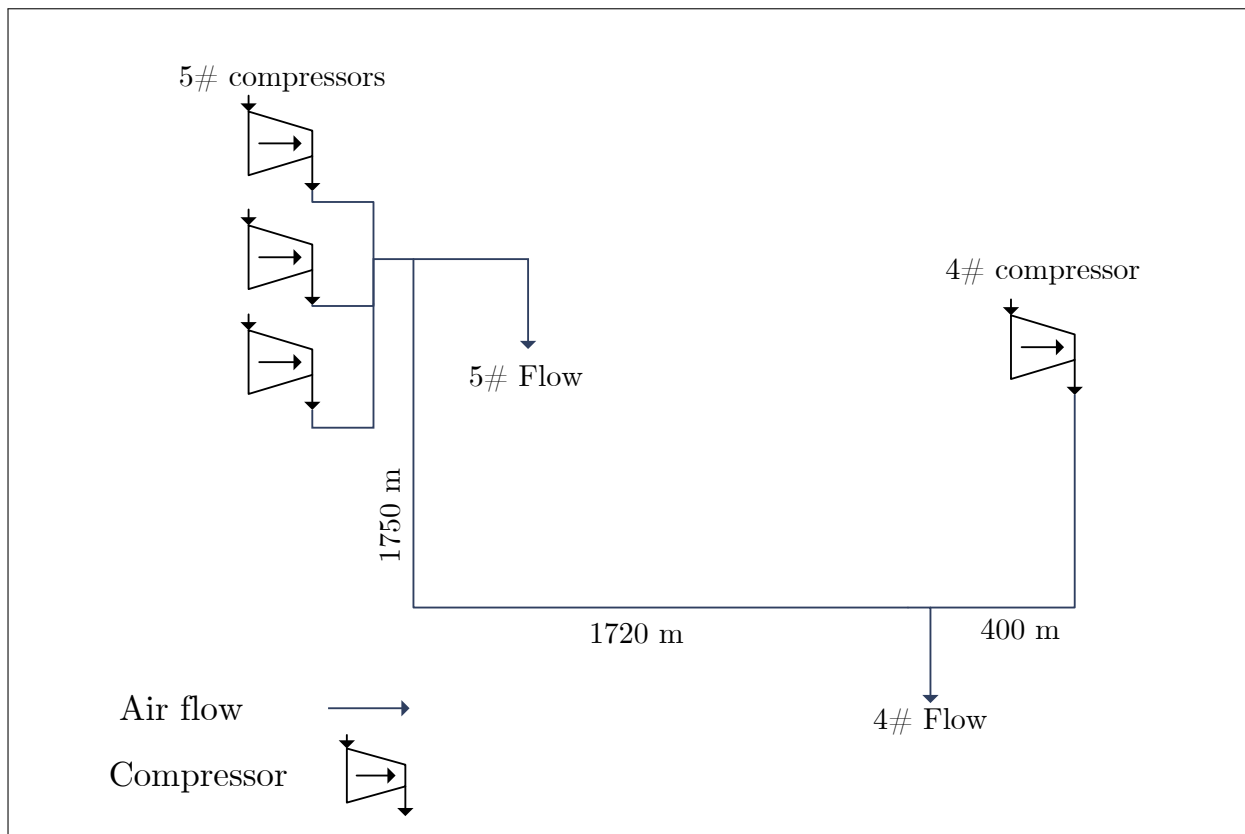 5# compressors
4# compressor
5# Flow
1750 m
1720 m
400 m
4# Flow
Air flow
Compressor